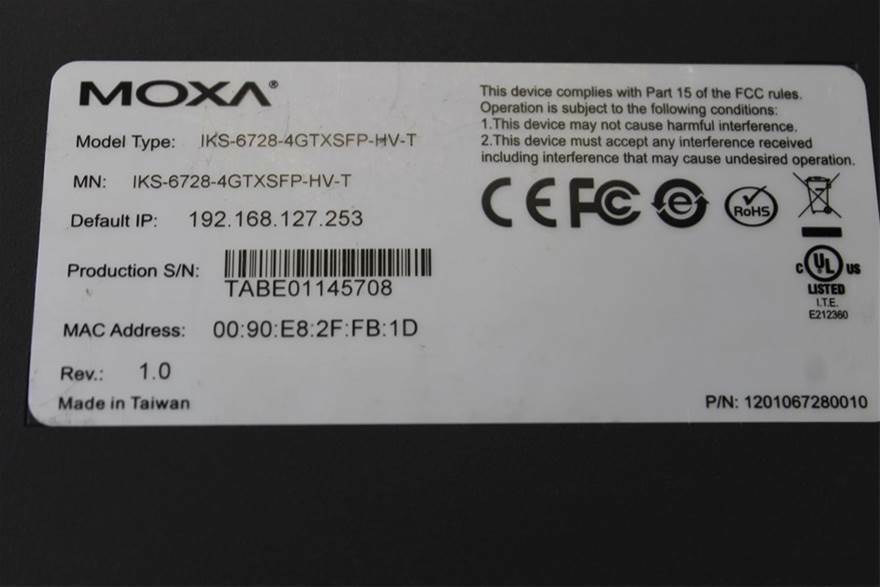 MOXA®
Model Type: IKS-6728-4GTXSFP-HV-T
MN: IKS-6728-4GTXSFP-HV-T
Default IP: 192.168.127.253
Production S/N:
TABE01145708
MAC Address: 00:90:E8:2F:FB:1D
Rev.: 1.0
Made in Taiwan
This device complies with Part 15 of the FCC rules.
Operation is subject to the following conditions:
1.This device may not cause harmful interference.
2.This device must accept any interference received
including interference that may cause undesired operation.
CE FC e RoHS
C UL US
LISTED
I.T.E.
E212360
P/N: 1201067280010